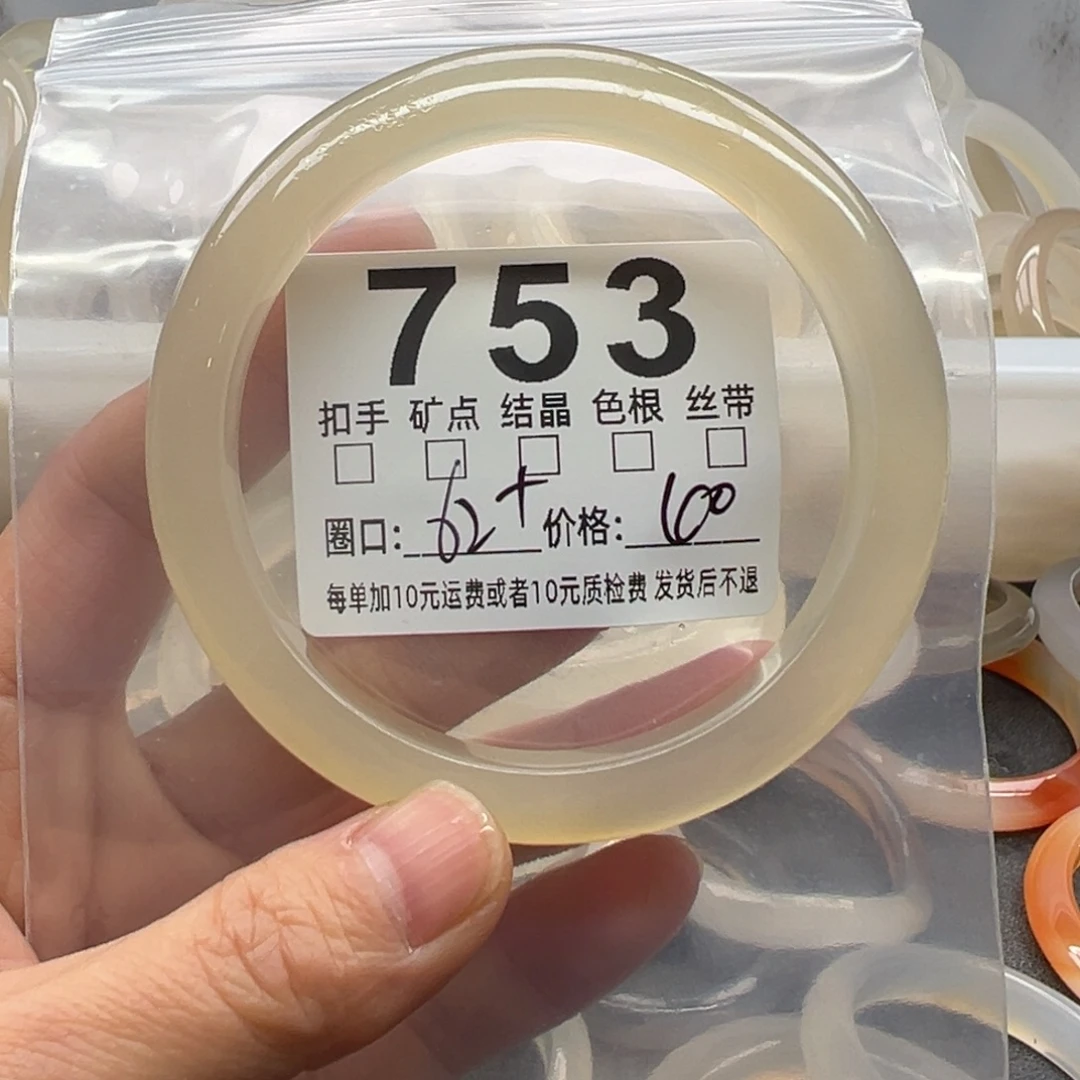 753
扣手 矿点 结晶 色根 丝带
圈口：62+ 价格：600
每单加10元运费或者10元质检费 发货后不退